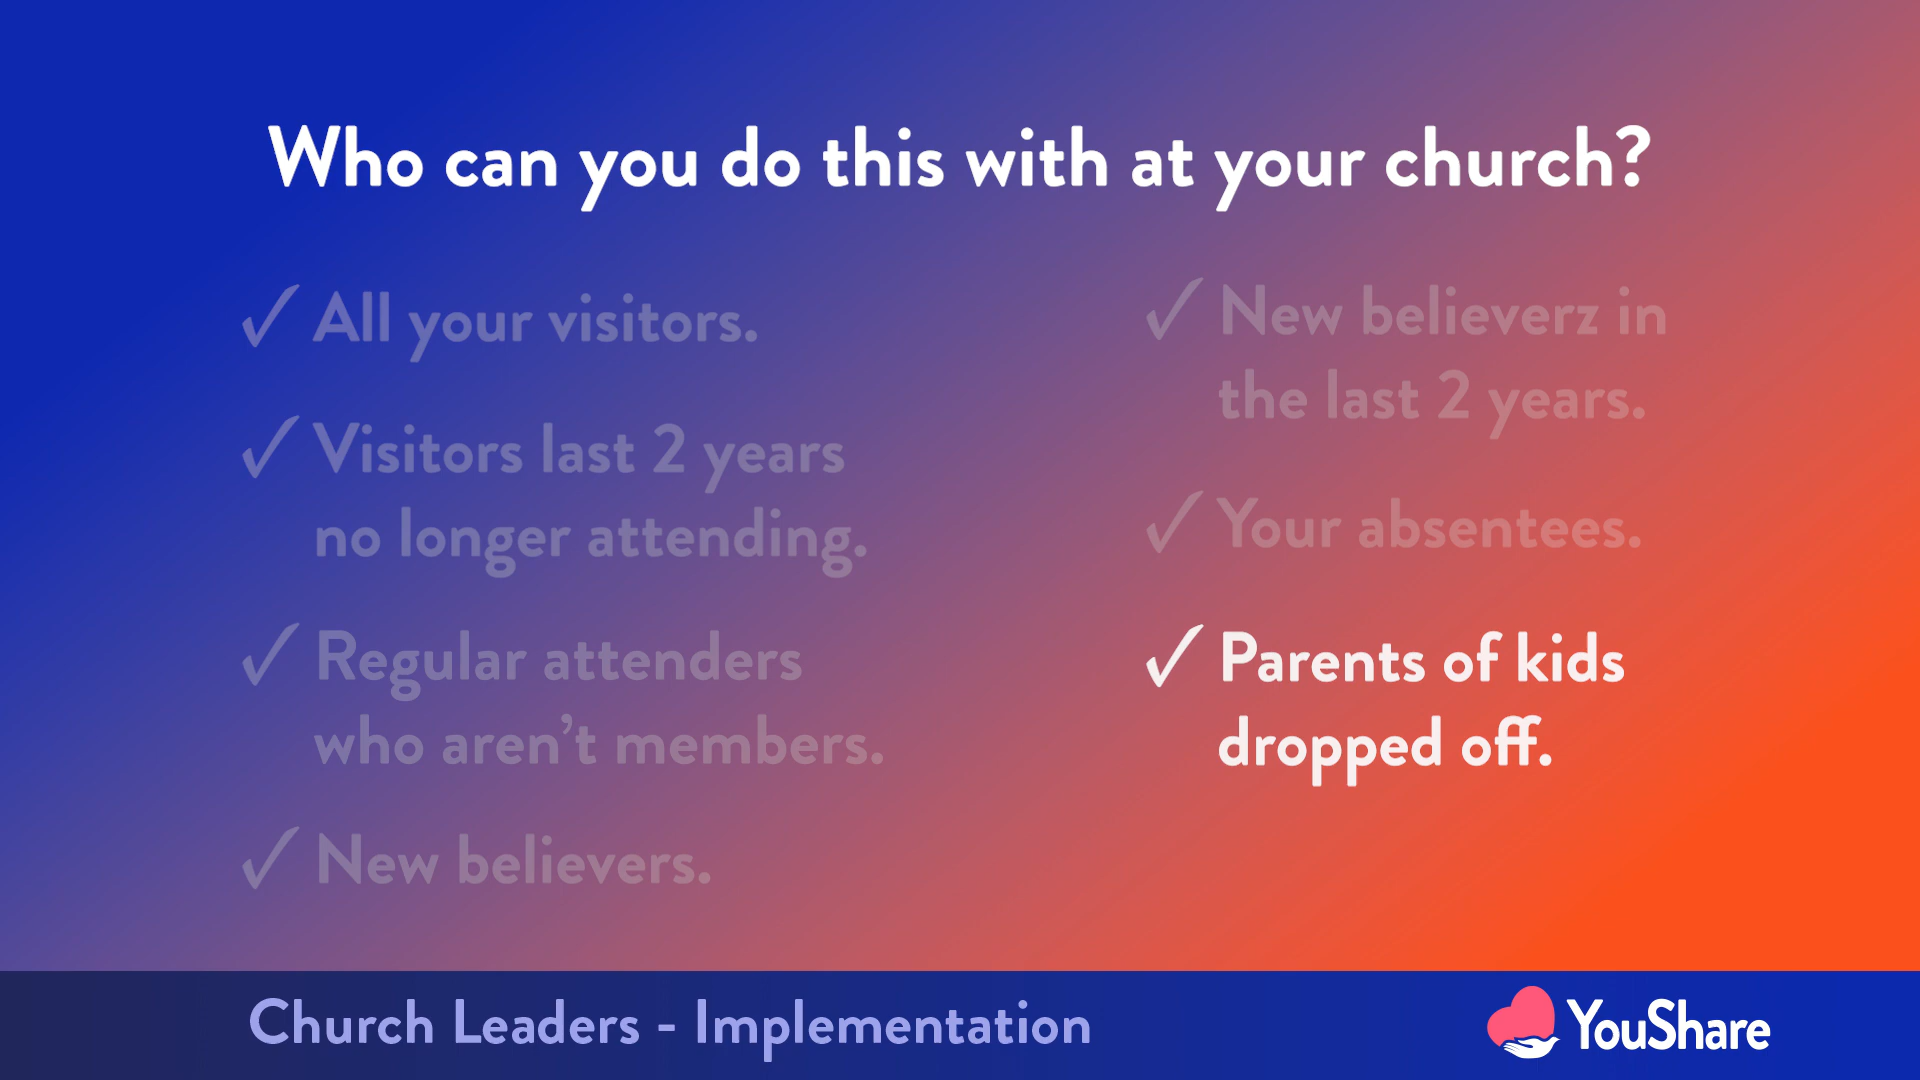 Who can you do this with at your church?
✓ All your visitors.
✓ Visitors last 2 years
no longer attending.
✓ Regular attenders
who aren't members.
✓ New believers.
✓ New believerz in
the last 2 years.
✓ Your absentees.
✓ Parents of kids
dropped off.
Church Leaders - Implementation
YouShare